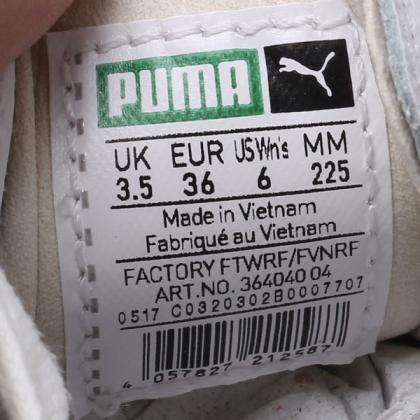 PUMA
UK EUR US Wn's MM
3.5 36 6 225
Made in Vietnam
Fabriqué au Vietnam
FACTORY FTWRF/FVNRF
ART.NO. 364040 04
0517 C0320302B0007707
4 057827 212587